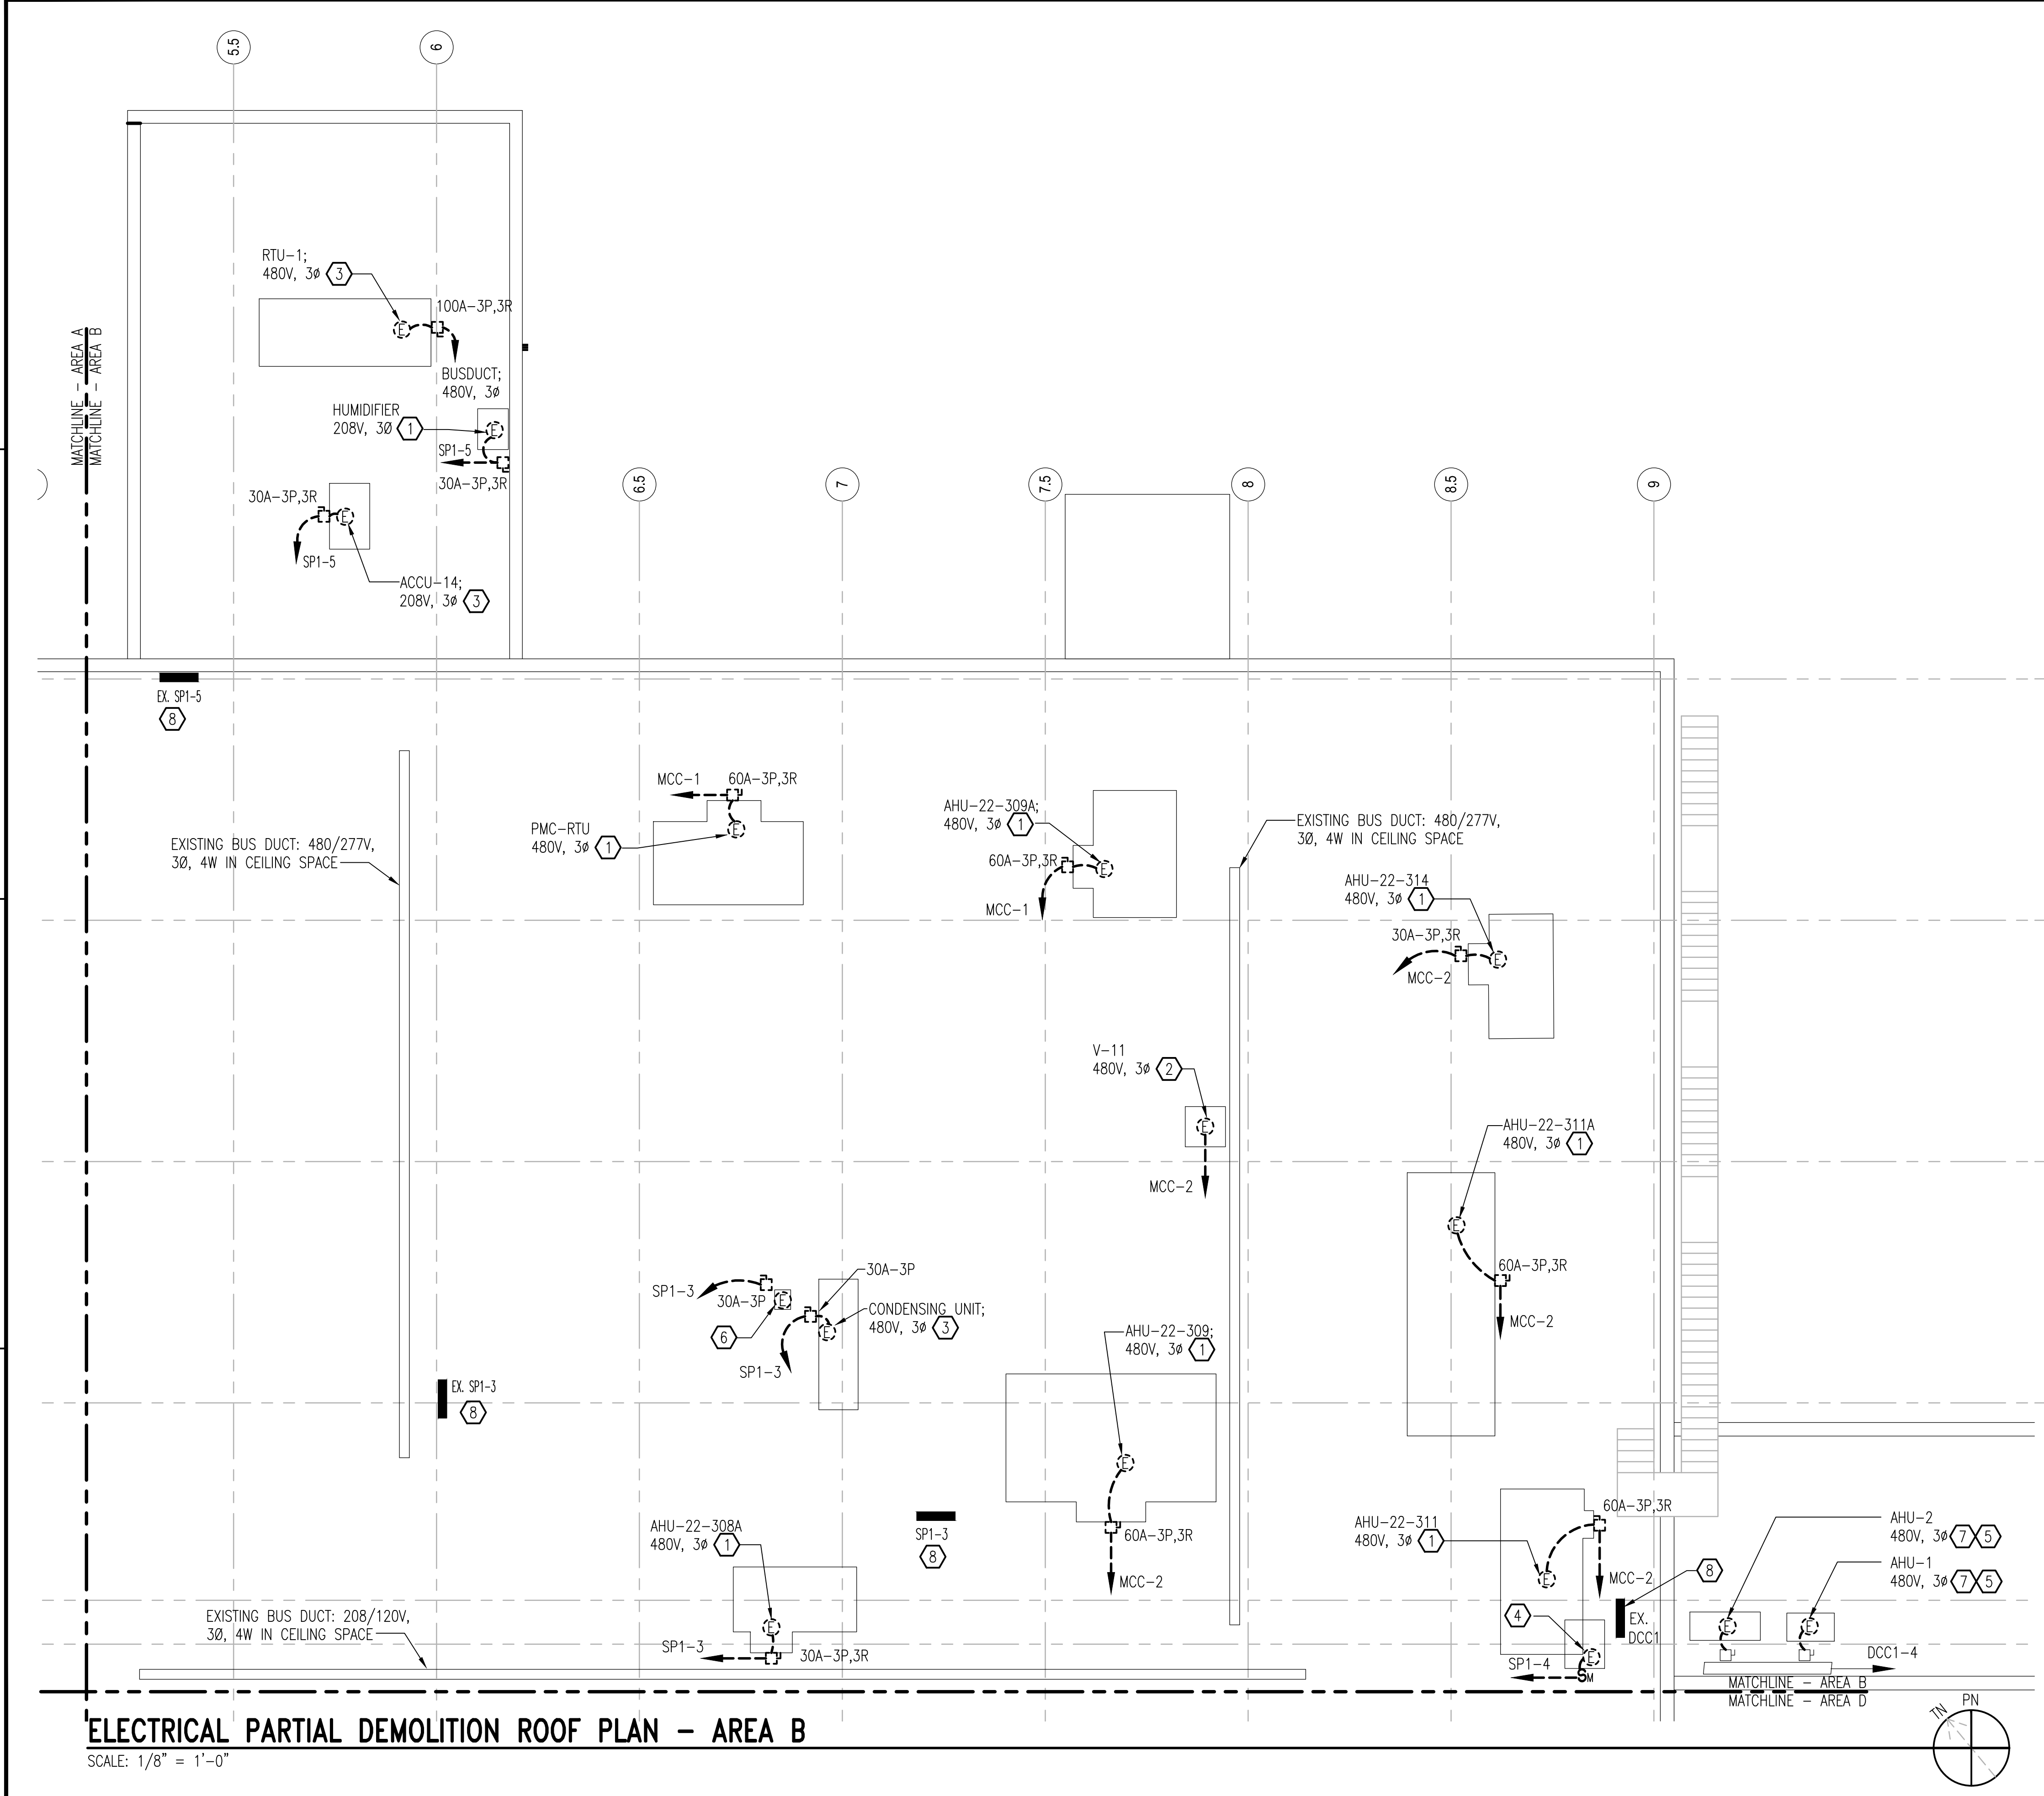 5.5
6
RTU-1;
480V, 3ø 3
100A-3P,3R
BUSDUCT;
480V, 3ø
MATCHLINE - AREA A
MATCHLINE - AREA B
HUMIDIFIER
208V, 3Ø 1
SP1-5
30A-3P,3R
30A-3P,3R
E
E
E
SP1-5
ACCU-14;
208V, 3ø 3
6.5
7
7.5
8
8.5
9
EX. SP1-5
8
MCC-1
60A-3P,3R
PMC-RTU
480V, 3ø 1
E
EXISTING BUS DUCT: 480/277V,
3Ø, 4W IN CEILING SPACE
AHU-22-309A;
480V, 3ø 1
60A-3P,3R
E
MCC-1
EXISTING BUS DUCT: 480/277V,
3Ø, 4W IN CEILING SPACE
AHU-22-314
480V, 3ø 1
30A-3P,3R
E
MCC-2
V-11
480V, 3ø 2
E
MCC-2
AHU-22-311A
480V, 3ø 1
E
60A-3P,3R
MCC-2
SP1-3
30A-3P
E
6
30A-3P
CONDENSING UNIT;
480V, 3ø 3
E
SP1-3
EX. SP1-3
8
AHU-22-309;
480V, 3ø 1
E
60A-3P,3R
MCC-2
SP1-3
8
AHU-22-308A
480V, 3ø 1
E
SP1-3
30A-3P,3R
EXISTING BUS DUCT: 208/120V,
3Ø, 4W IN CEILING SPACE
AHU-22-311
480V, 3ø 1
60A-3P,3R
E
MCC-2
8
4
E
EX.
DCC1
SP1-4
SM
AHU-2
480V, 3ø 7 5
AHU-1
480V, 3ø 7 5
E
E
DCC1-4
MATCHLINE - AREA B
MATCHLINE - AREA D
TN
PN
ELECTRICAL PARTIAL DEMOLITION ROOF PLAN - AREA B
SCALE: 1/8" = 1'-0"